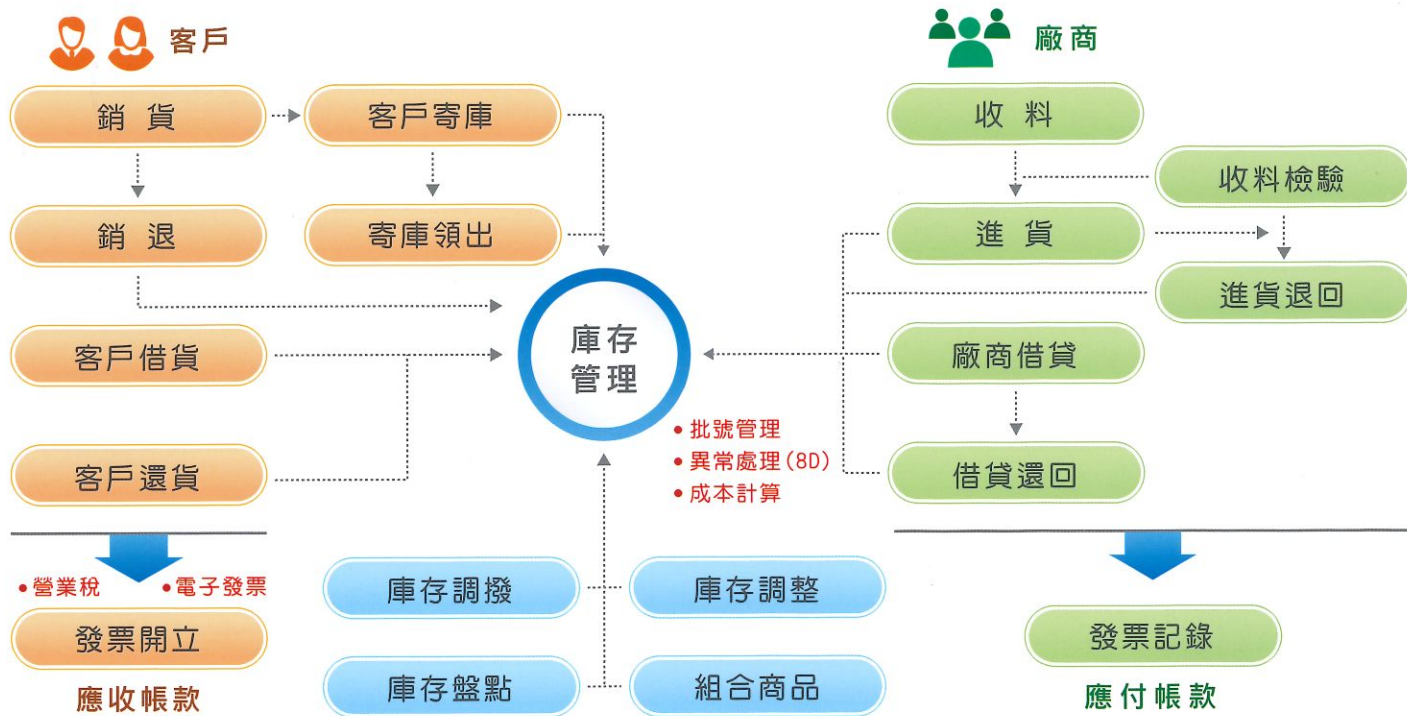 客戶
銷 貨
客戶寄庫
銷 退
寄庫領出
客戶借貨
客戶還貨
•營業稅
•電子發票
發票開立
應收帳款
庫存
管理
•批號管理
•異常處理(8D)
•成本計算
庫存調撥
庫存調整
庫存盤點
組合商品
廠商
收 料
收料檢驗
進 貨
進貨退回
廠商借貸
借貸還回
發票記錄
應付帳款